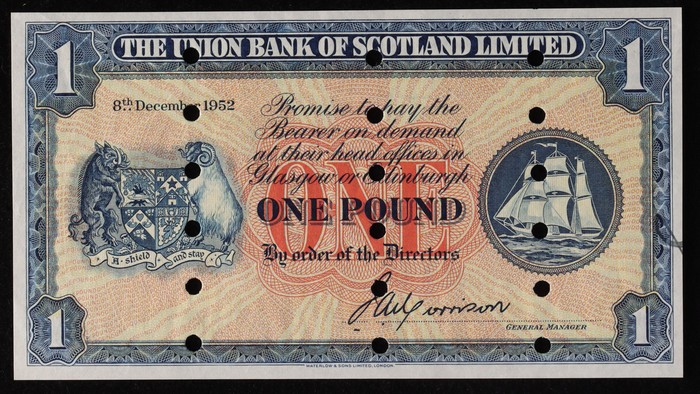 1
THE UNION BANK OF SCOTLAND LIMITED
1
8th December 1952
Promise to pay the
Bearer on demand
at their head offices in
Glasgow or Edinburgh
ONE
ONE POUND
By order of the Directors
A·shield and stay
GENERAL MANAGER
1
1
WATERLOW & SONS LIMITED, LONDON